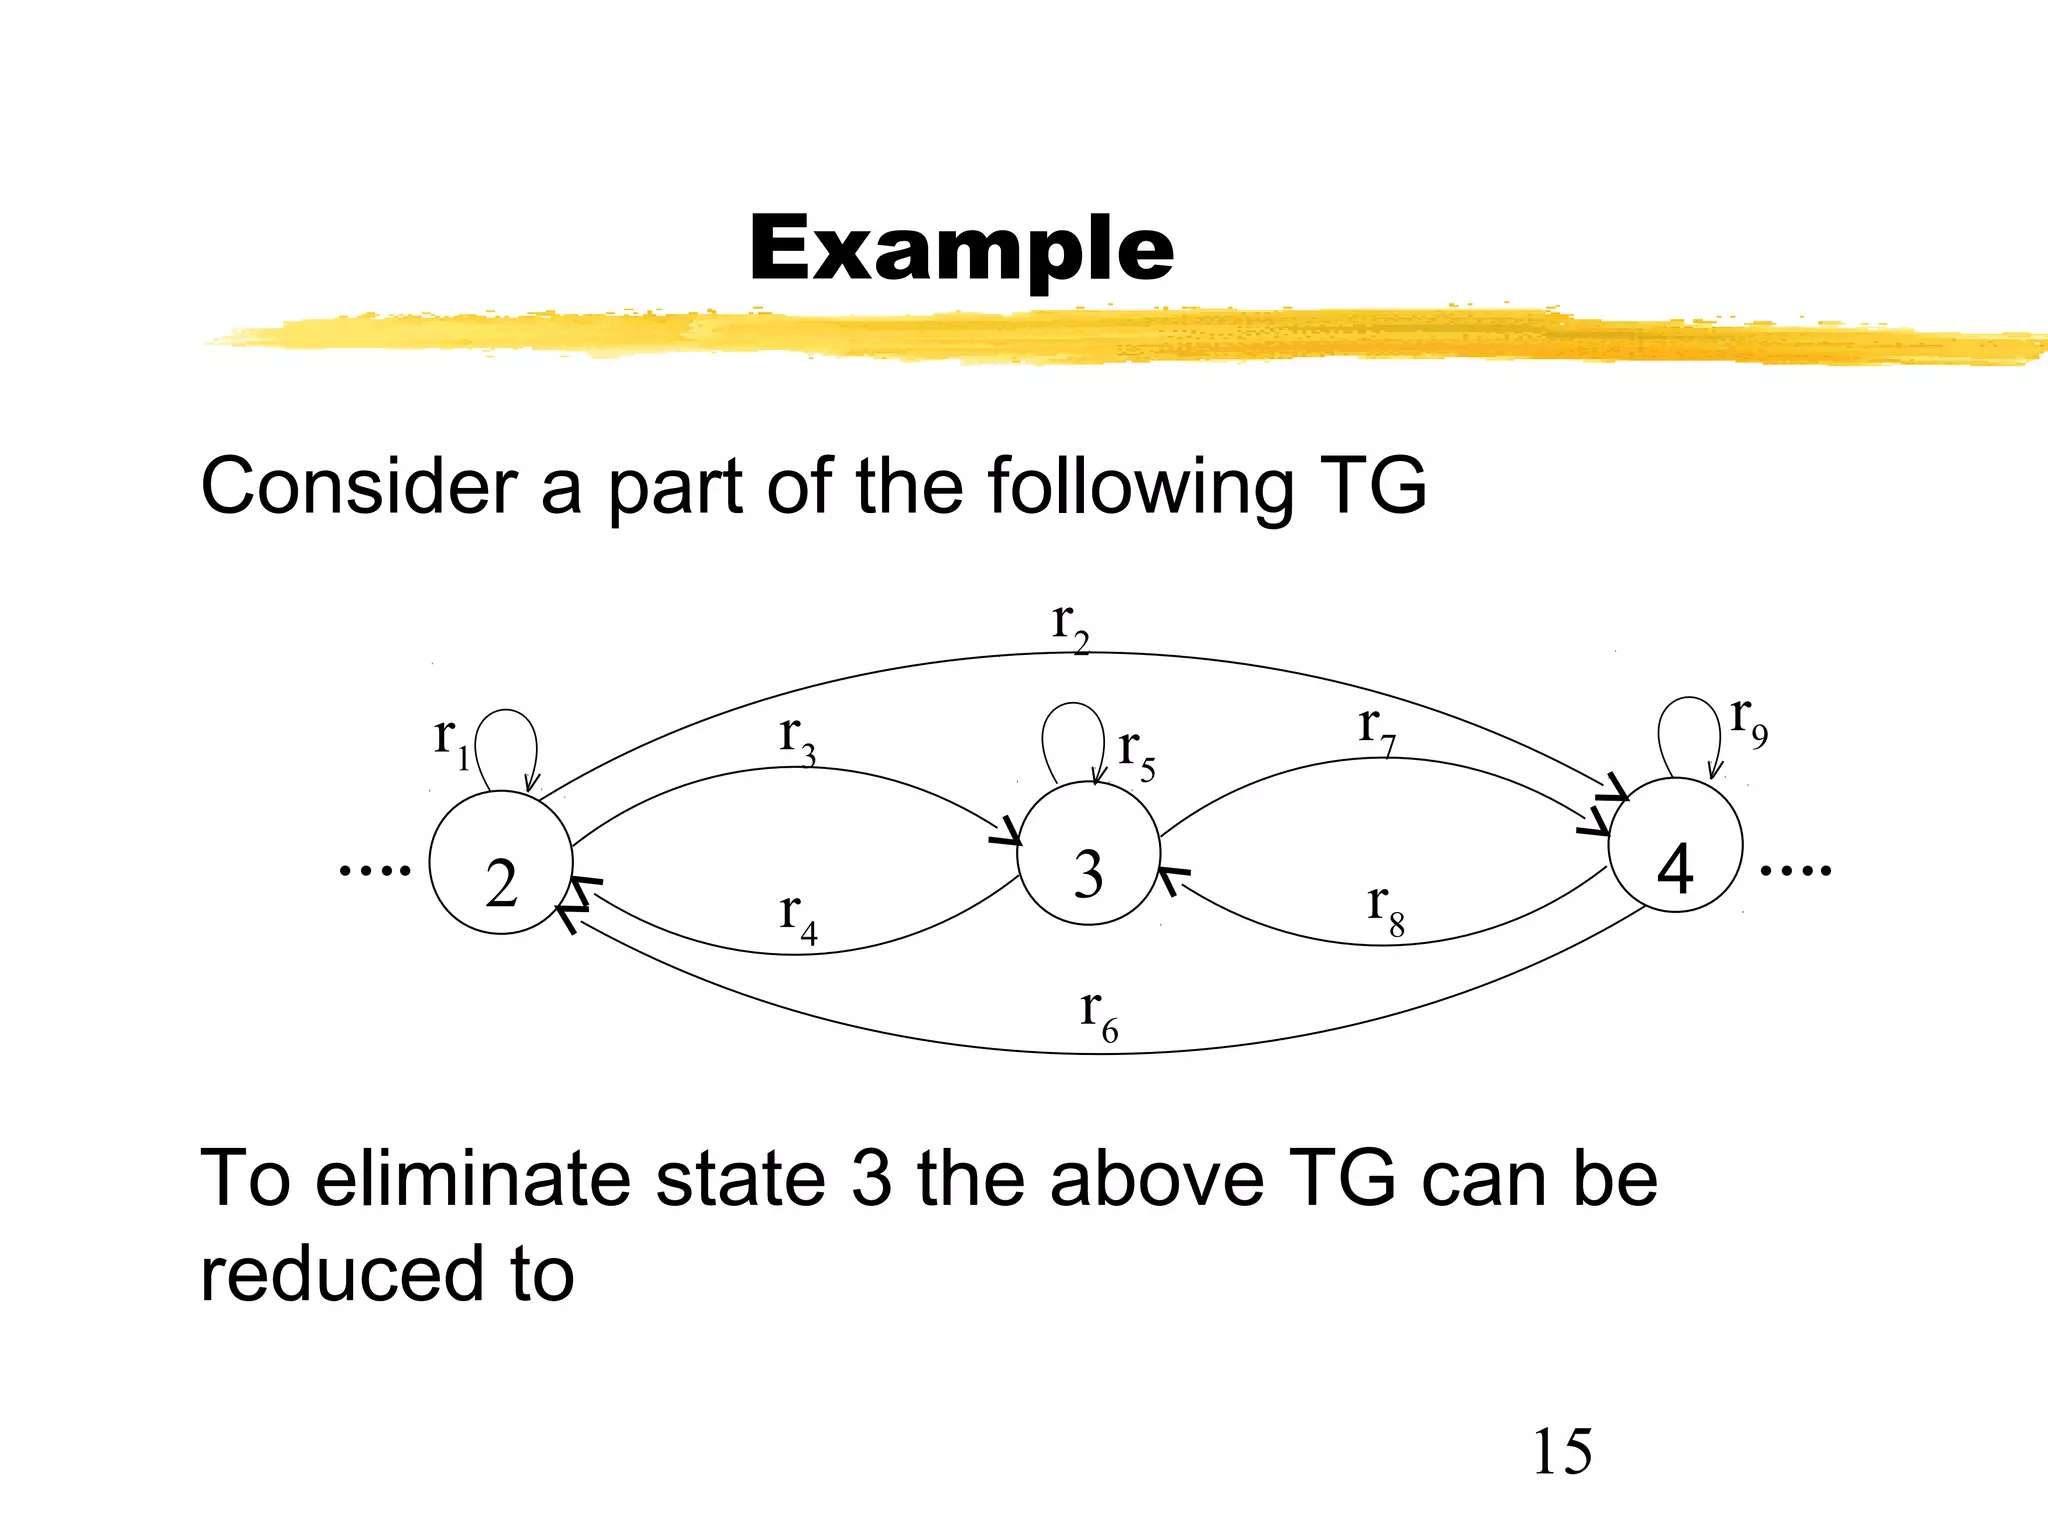 Example
Consider a part of the following TG
r2
r1 r3 r5 r7 r9
.... 2 3 4 ....
r4 r8
r6
To eliminate state 3 the above TG can be
reduced to
15